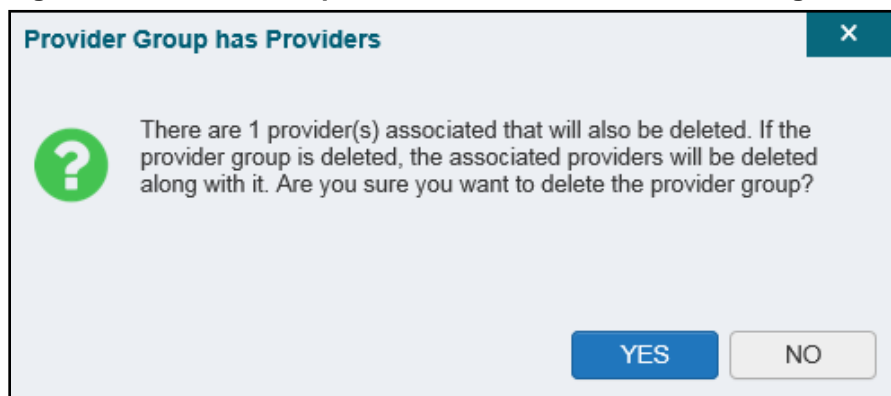 Provider Group has Providers
×
There are 1 provider(s) associated that will also be deleted. If the
provider group is deleted, the associated providers will be deleted
along with it. Are you sure you want to delete the provider group?
YES NO